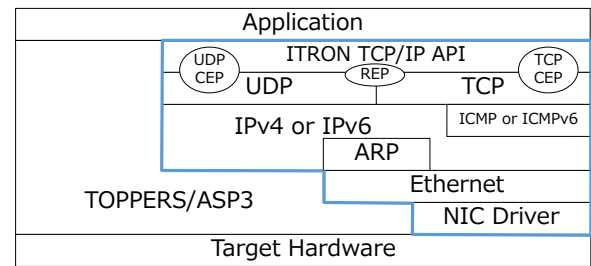 Application
ITRON TCP/IP API
UDP
CEP
REP
TCP
CEP
UDP
TCP
IPv4 or IPv6
ICMP or ICMPv6
ARP
Ethernet
TOPPERS/ASP3
NIC Driver
Target Hardware